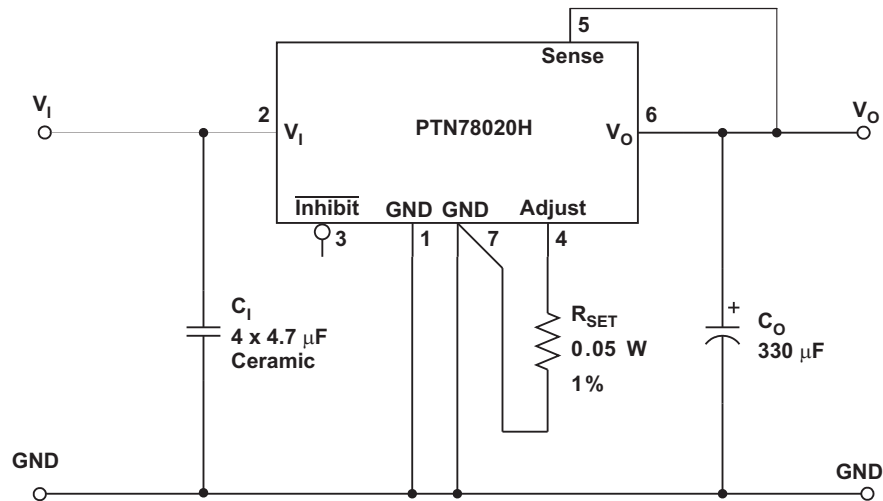 5
Sense
V_I
2
V_I
PTN78020H
V_O
6
V_O
Inhibit
GND
GND
Adjust
3
1
7
4
C_I
4 x 4.7 μF
Ceramic
R_SET
0.05 W
1%
+
C_O
330 μF
GND
GND